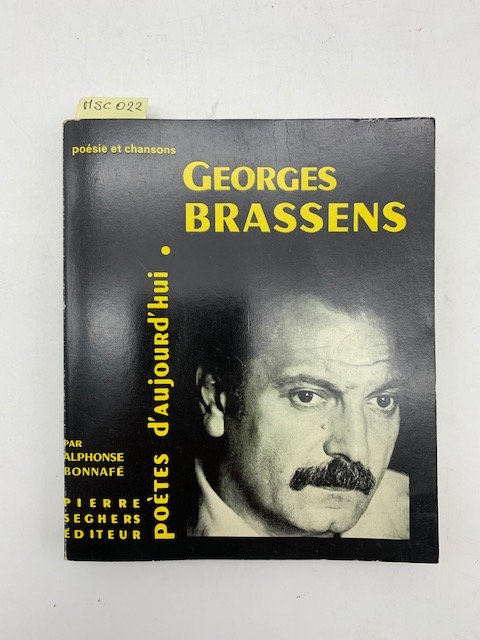 MSC 022
poésie et chansons
GEORGES
BRASSENS
POÈTES d'AUJOURd'HUI •
PAR
ALPHONSE
BONNAFÉ
PIERRE
SEGHERS
ÉDITEUR